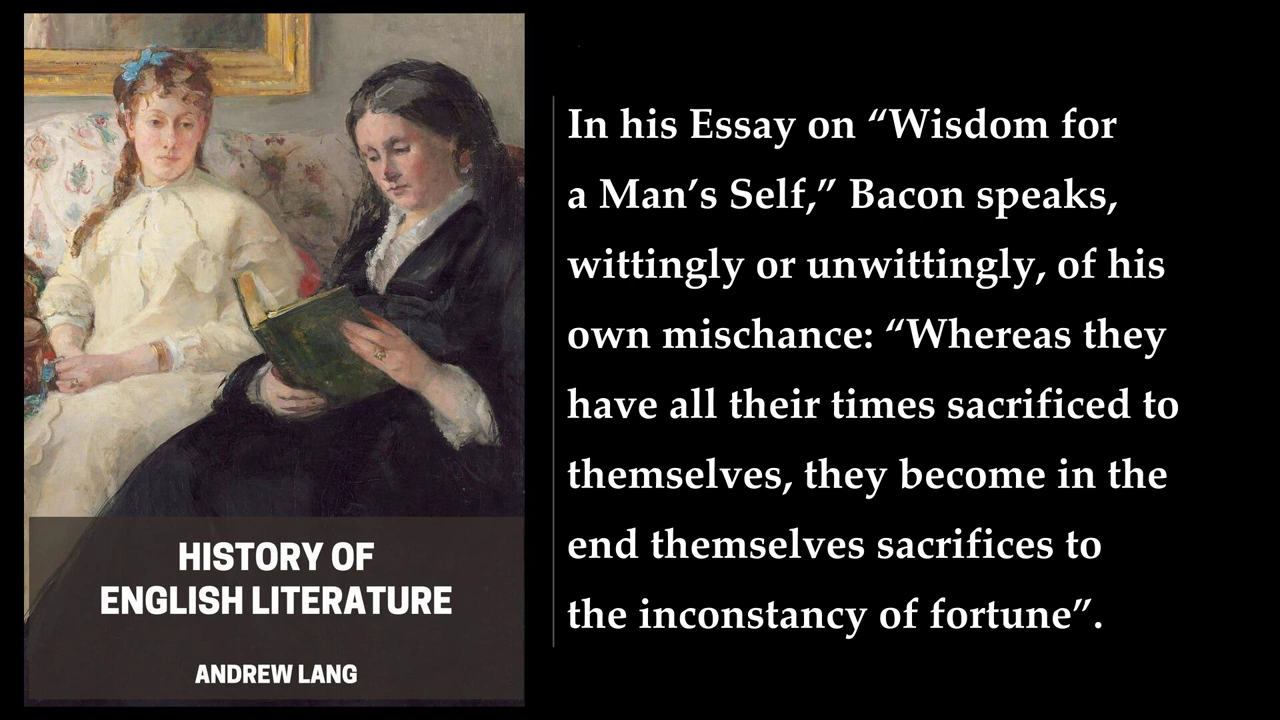 HISTORY OF
ENGLISH LITERATURE
ANDREW LANG
In his Essay on “Wisdom for
a Man’s Self,” Bacon speaks,
wittingly or unwittingly, of his
own mischance: “Whereas they
have all their times sacrificed to
themselves, they become in the
end themselves sacrifices to
the inconstancy of fortune”.